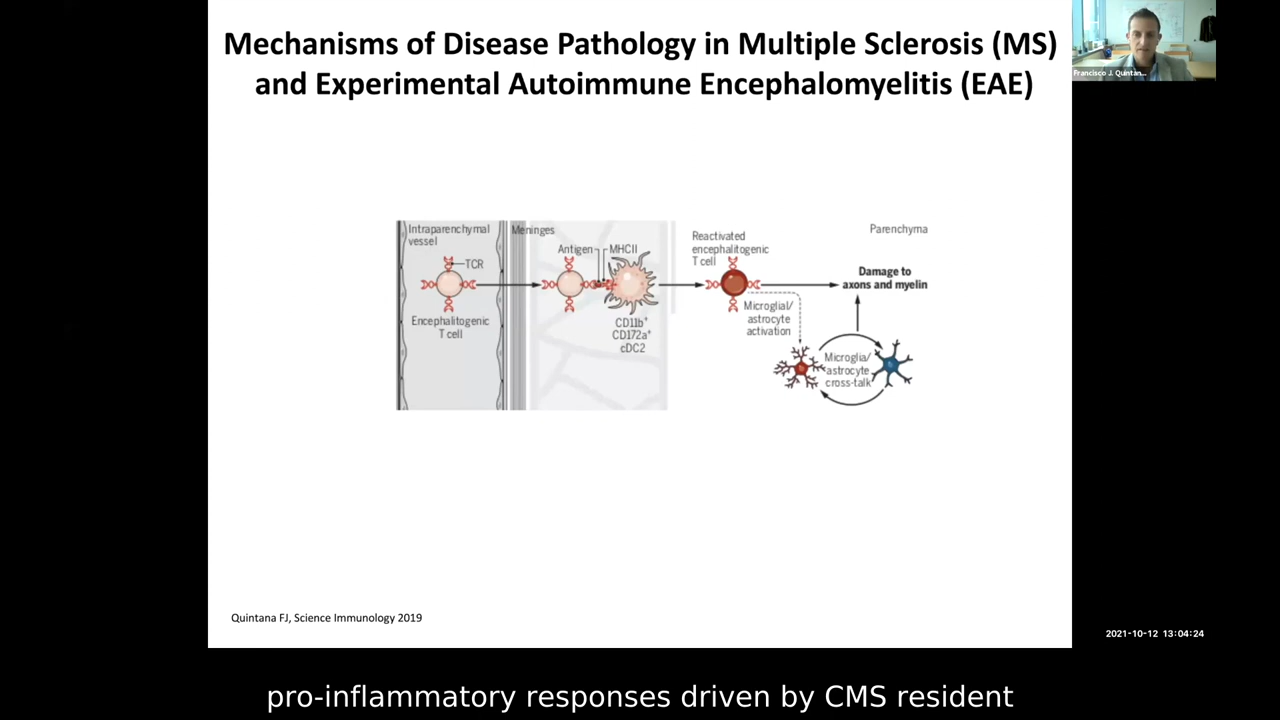 Mechanisms of Disease Pathology in Multiple Sclerosis (MS)
and Experimental Autoimmune Encephalomyelitis (EAE)
Francisco J. Quintan...
Intraparenchymal
vessel
TCR
Encephalitogenic
T cell
Meninges
Antigen
MHCII
CD11b+
CD172a+
cDC2
Reactivated
encephalitogenic
T cell
Microglial/
astrocyte
activation
Parenchyma
Damage to
axons and myelin
Microglia/
astrocyte
cross-talk
Quintana FJ, Science Immunology 2019
2021-10-12 13:04:24
pro-inflammatory responses driven by CMS resident